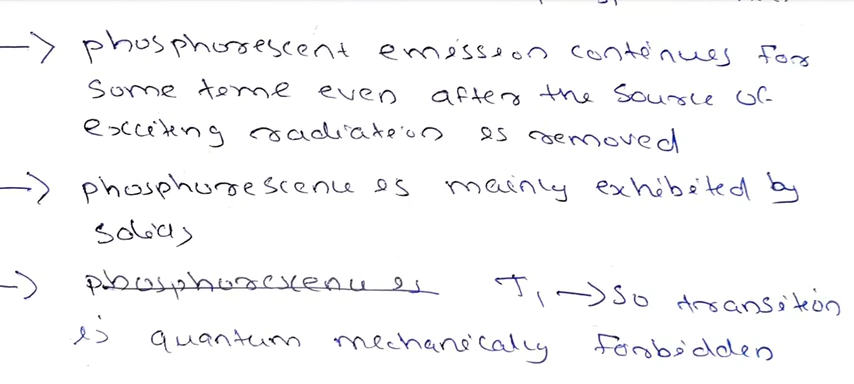 → phosphorescent emission continues for
some time even after the source of
exciting radiation is removed
→ phosphorescence is mainly exhibited by
solids
→ ~~phosphorescence is~~ T₁ → S₀ transition
is quantum mechanically forbidden